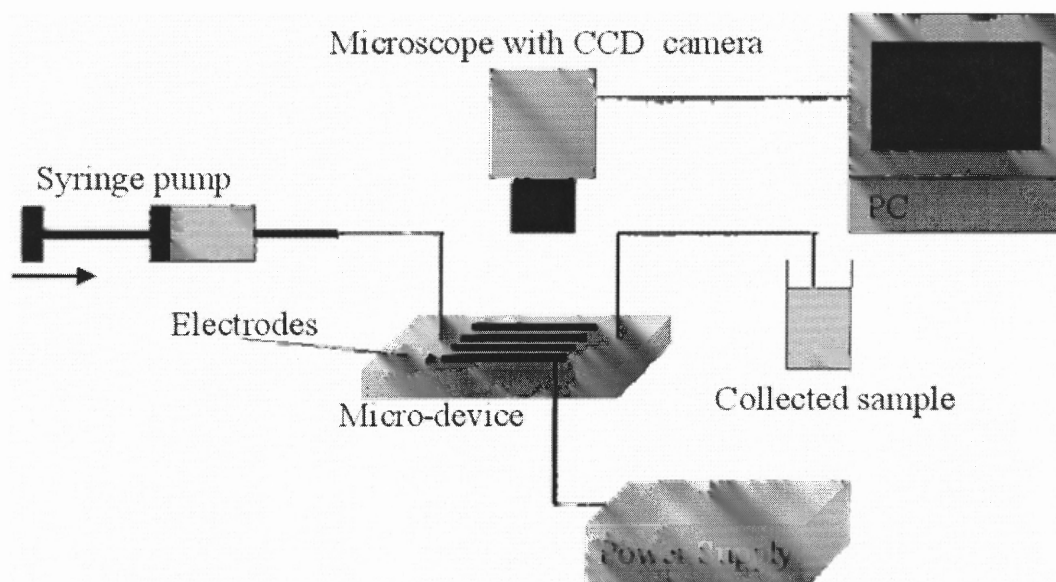 Microscope with CCD camera
Syringe pump
PC
Electrodes
Micro-device
Collected sample
Power Supply